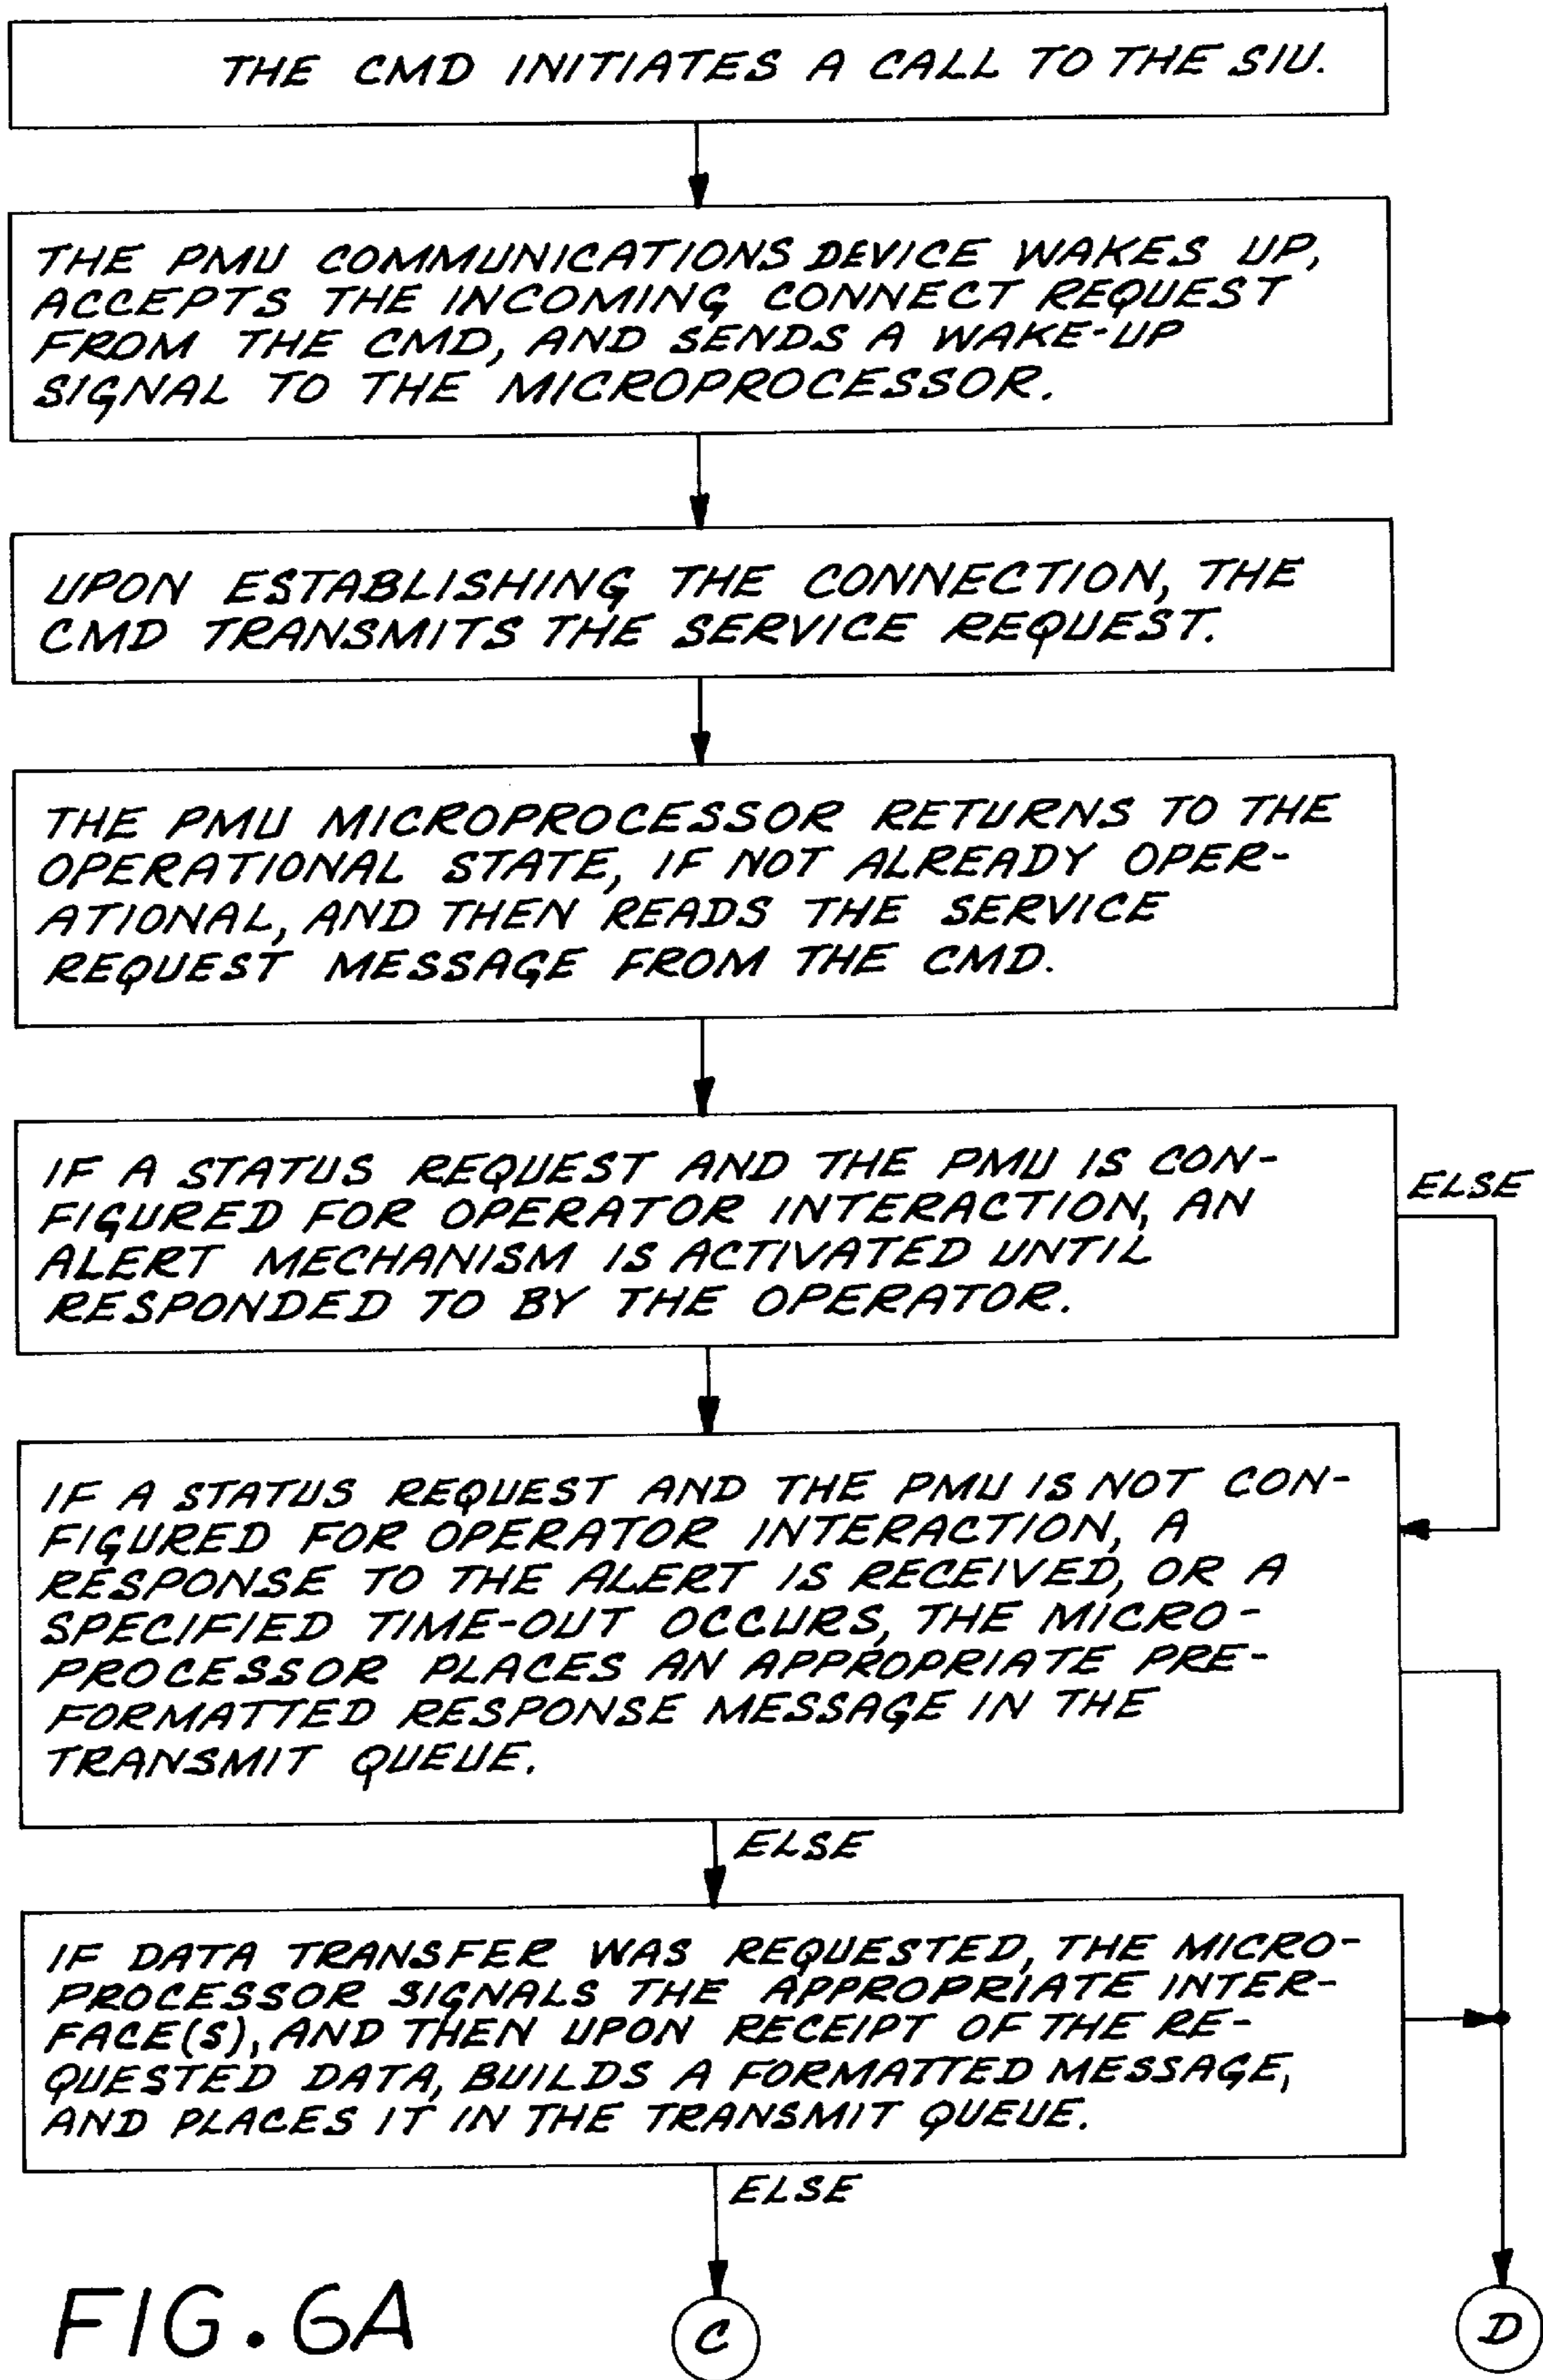 THE CMD INITIATES A CALL TO THE SIU.
THE PMU COMMUNICATIONS DEVICE WAKES UP,
ACCEPTS THE INCOMING CONNECT REQUEST
FROM THE CMD, AND SENDS A WAKE-UP
SIGNAL TO THE MICROPROCESSOR.
UPON ESTABLISHING THE CONNECTION, THE
CMD TRANSMITS THE SERVICE REQUEST.
THE PMU MICROPROCESSOR RETURNS TO THE
OPERATIONAL STATE, IF NOT ALREADY OPER-
ATIONAL, AND THEN READS THE SERVICE
REQUEST MESSAGE FROM THE CMD.
IF A STATUS REQUEST AND THE PMU IS CON-
FIGURED FOR OPERATOR INTERACTION, AN
ALERT MECHANISM IS ACTIVATED UNTIL
RESPONDED TO BY THE OPERATOR.
ELSE
IF A STATUS REQUEST AND THE PMU IS NOT CON-
FIGURED FOR OPERATOR INTERACTION, A
RESPONSE TO THE ALERT IS RECEIVED, OR A
SPECIFIED TIME-OUT OCCURS, THE MICRO-
PROCESSOR PLACES AN APPROPRIATE PRE-
FORMATTED RESPONSE MESSAGE IN THE
TRANSMIT QUEUE.
ELSE
IF DATA TRANSFER WAS REQUESTED, THE MICRO-
PROCESSOR SIGNALS THE APPROPRIATE INTER-
FACE(S), AND THEN UPON RECEIPT OF THE RE-
QUESTED DATA, BUILDS A FORMATTED MESSAGE,
AND PLACES IT IN THE TRANSMIT QUEUE.
ELSE
C
D
FIG. 6A